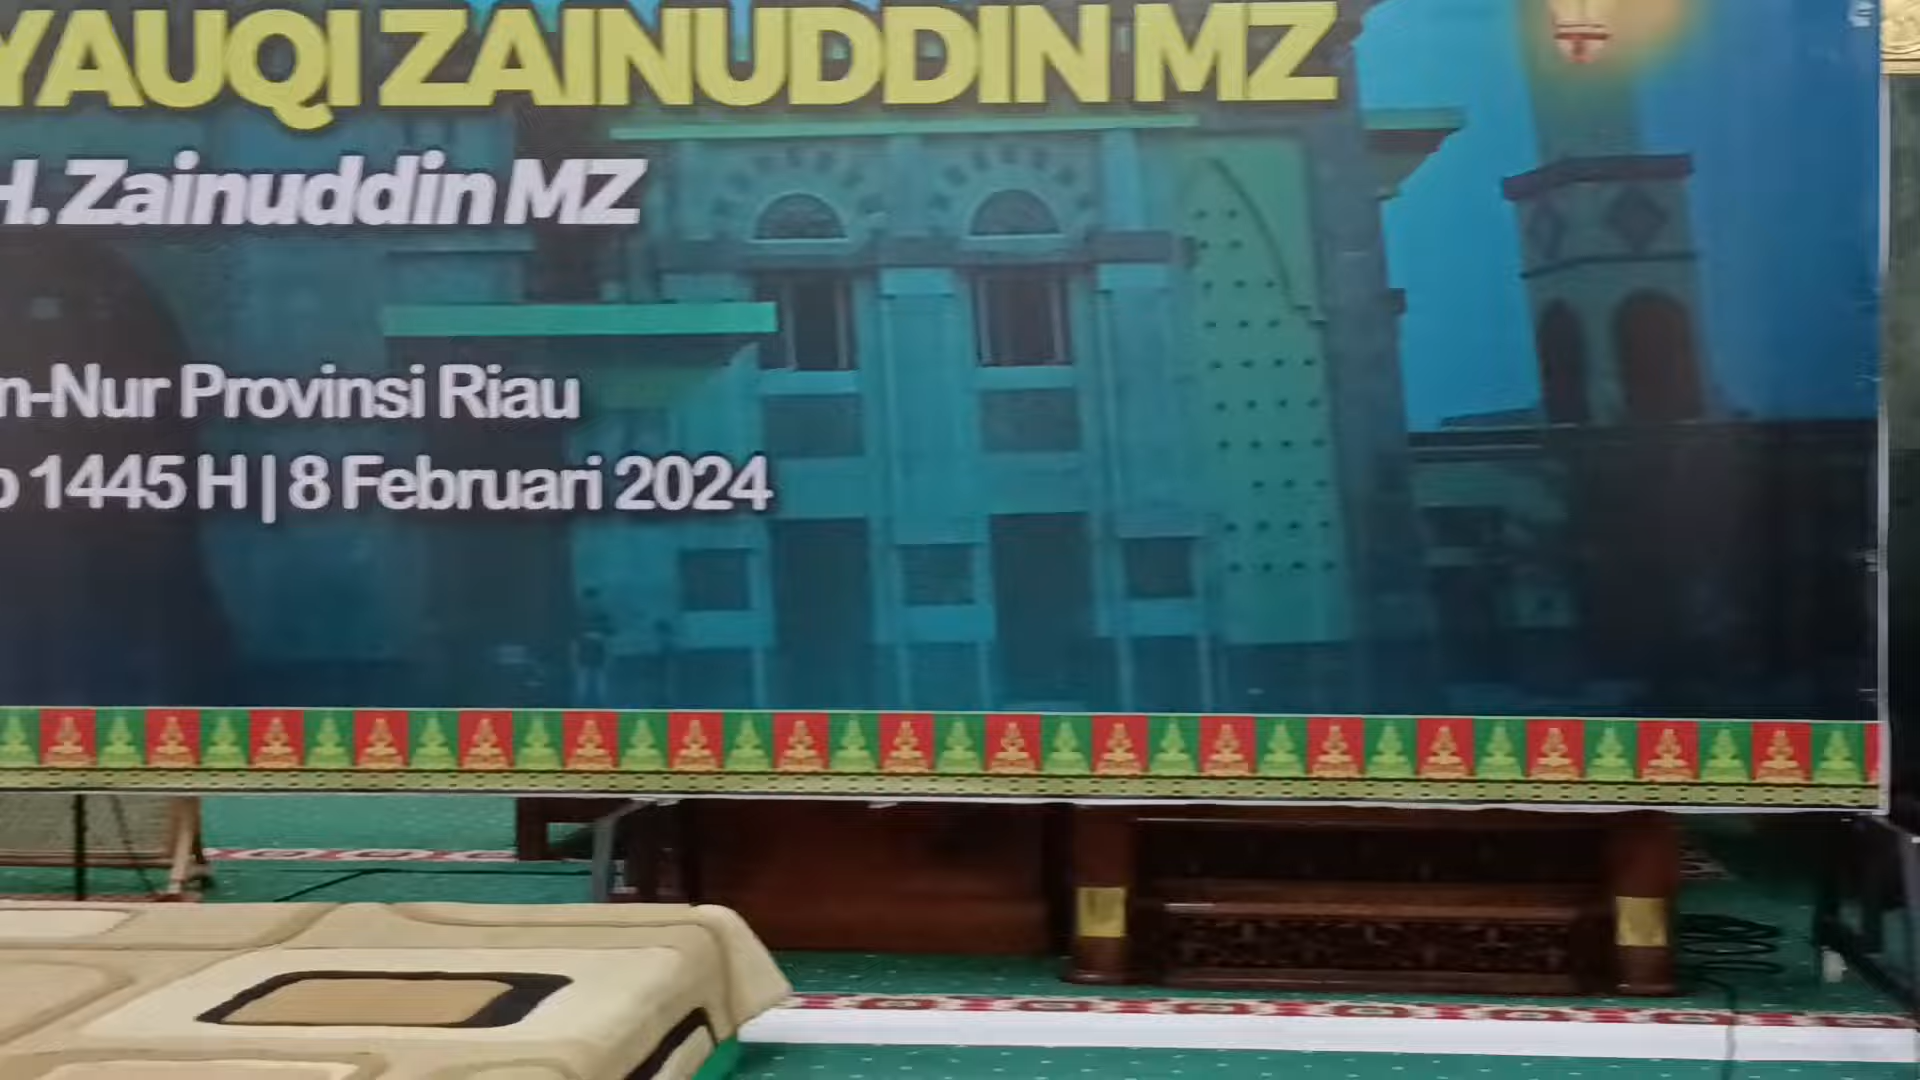 YAUQI ZAINUDDIN MZ
H. Zainuddin MZ
n-Nur Provinsi Riau
b 1445 H | 8 Februari 2024